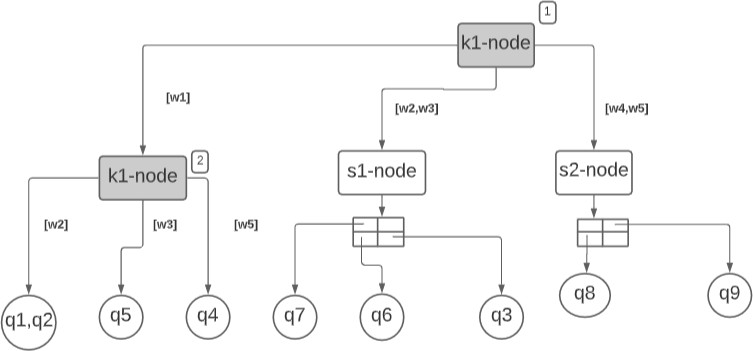 1
k1-node
[w1]
[w2,w3]
[w4,w5]
2
k1-node
s1-node
s2-node
[w2]
[w3]
[w5]
q1,q2
q5
q4
q7
q6
q3
q8
q9